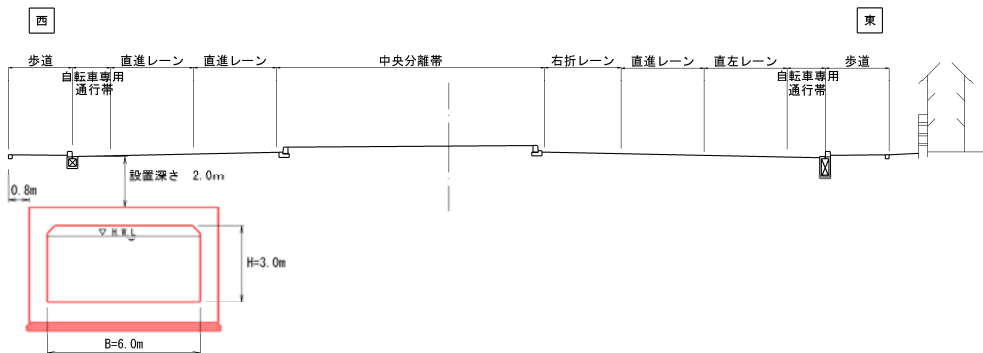 西
東
歩道
自転車専用
通行帯
直進レーン
直進レーン
中央分離帯
右折レーン
直進レーン
直左レーン
自転車専用
通行帯
歩道
設置深さ 2.0m
0.8m
▽ H.W.L
H=3.0m
B=6.0m